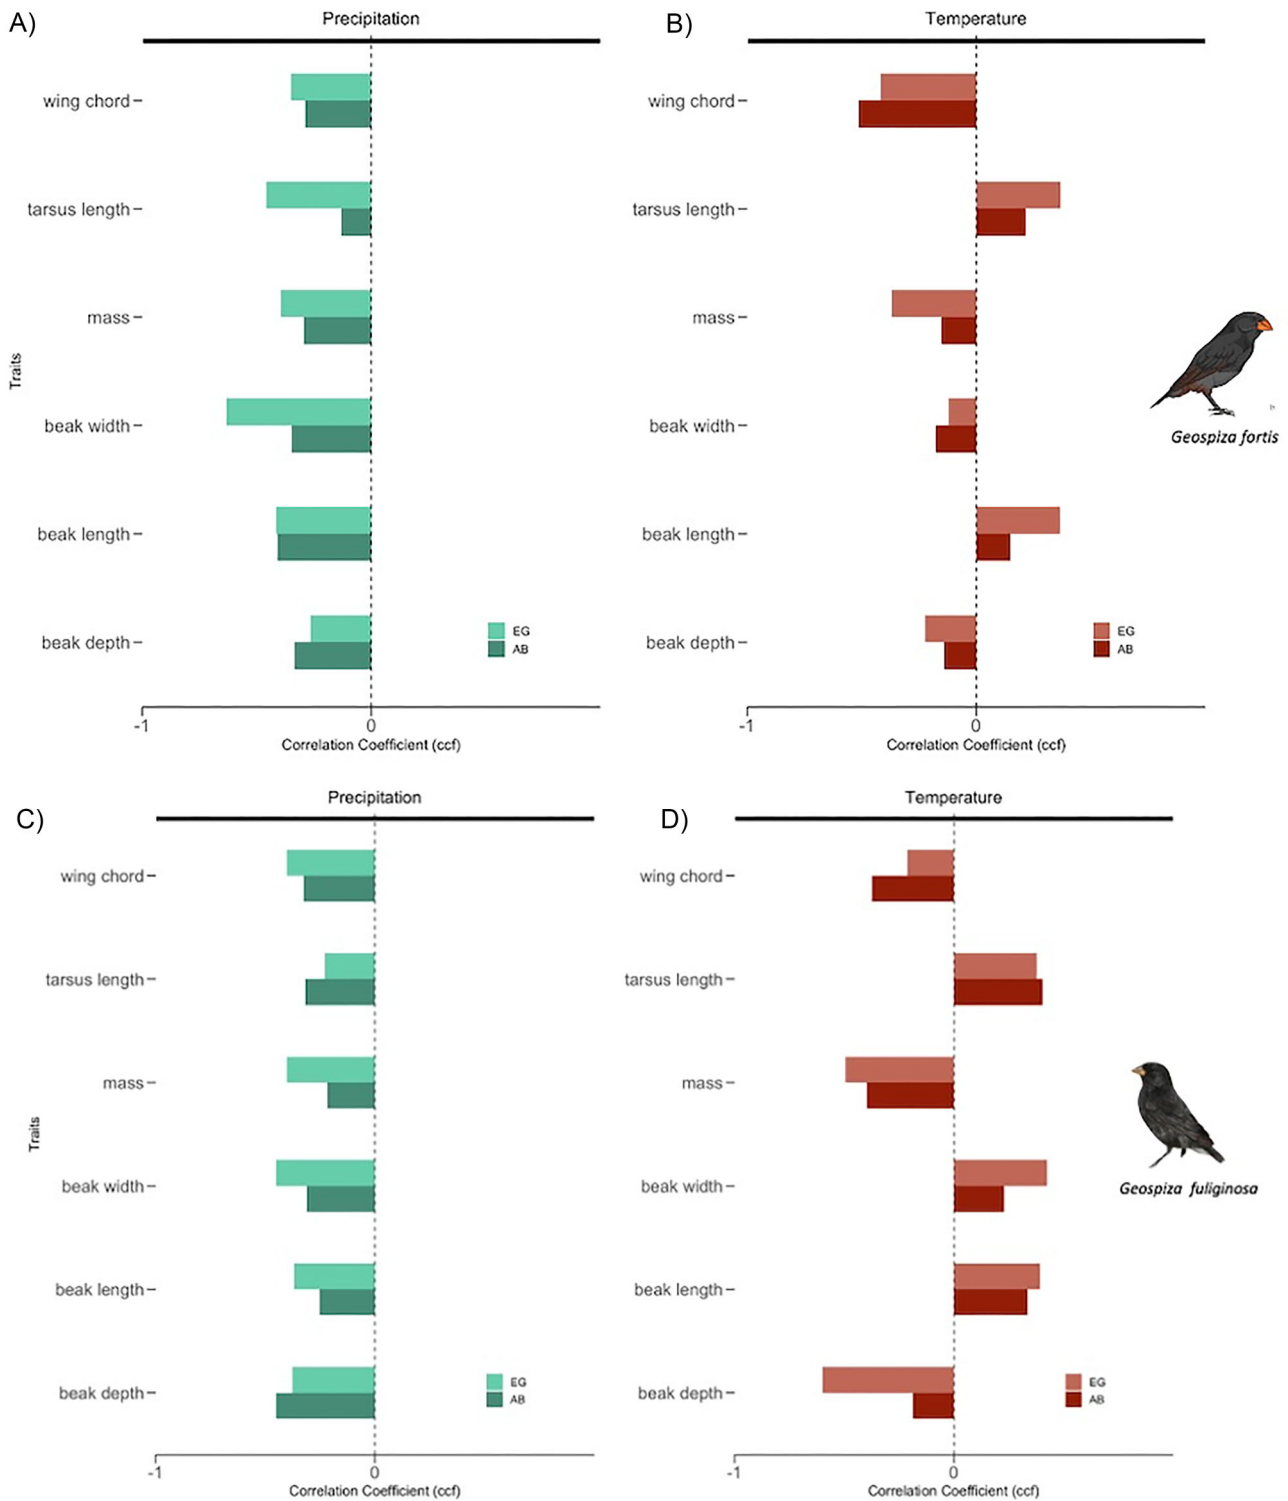 A)
Precipitation
wing chord
tarsus length
mass
beak width
beak length
beak depth
Traits
EG
AB
-1
0
Correlation Coefficient (ccf)
B)
Temperature
wing chord
tarsus length
mass
beak width
beak length
beak depth
EG
AB
-1
0
Correlation Coefficient (ccf)
Geospiza fortis
C)
Precipitation
wing chord
tarsus length
mass
beak width
beak length
beak depth
Traits
EG
AB
-1
0
Correlation Coefficient (ccf)
D)
Temperature
wing chord
tarsus length
mass
beak width
beak length
beak depth
EG
AB
-1
0
Correlation Coefficient (ccf)
Geospiza fuliginosa